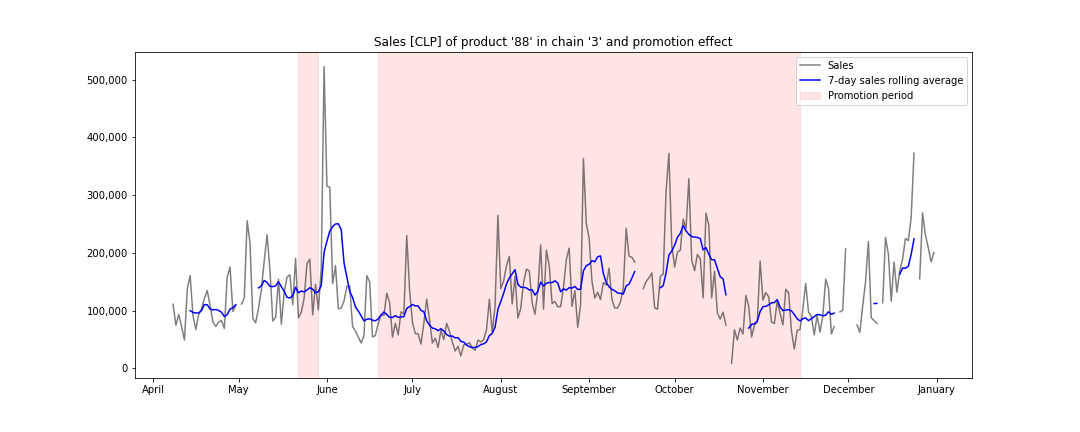 Sales [CLP] of product '88' in chain '3' and promotion effect
Sales
7-day sales rolling average
Promotion period
500,000
400,000
300,000
200,000
100,000
0
April May June July August September October November December January